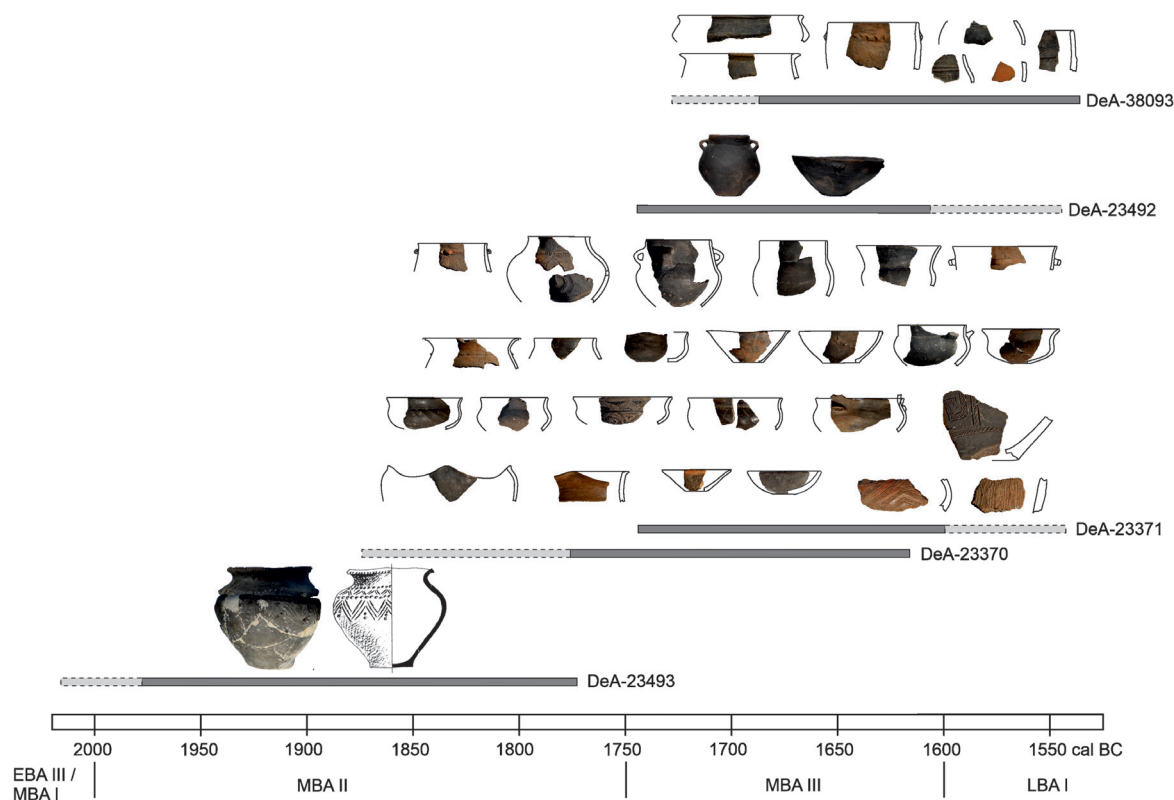 DeA-38093
DeA-23492
DeA-23371
DeA-23370
DeA-23493
2000 1950 1900 1850 1800 1750 1700 1650 1600 1550 cal BC
EBA III /
MBA I
MBA II MBA III LBA I